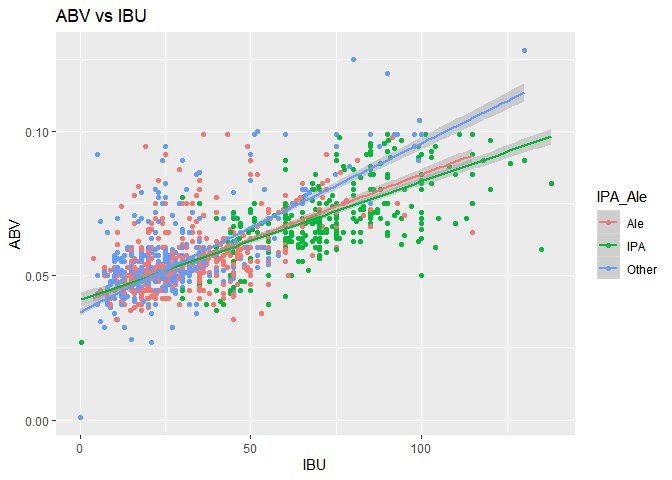 ABV vs IBU
0.10
0.05
0.00
ABV
0
50
100
IBU
IPA_Ale
Ale
IPA
Other